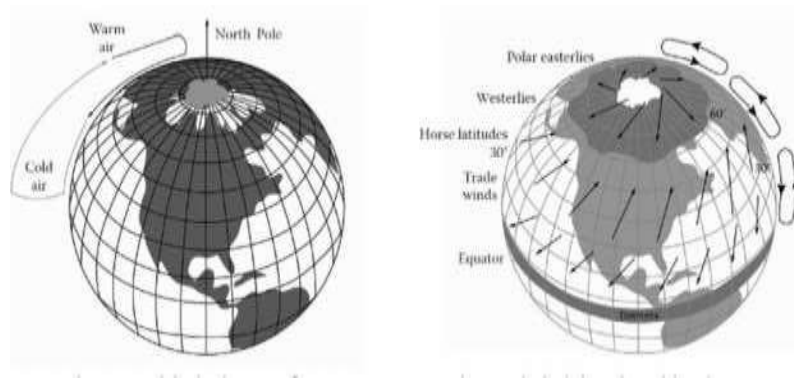 Warm
air
North Pole
Cold
air
Polar easterlies
Westerlies
Horse latitudes
30°
Trade
winds
Equator
60°
30°